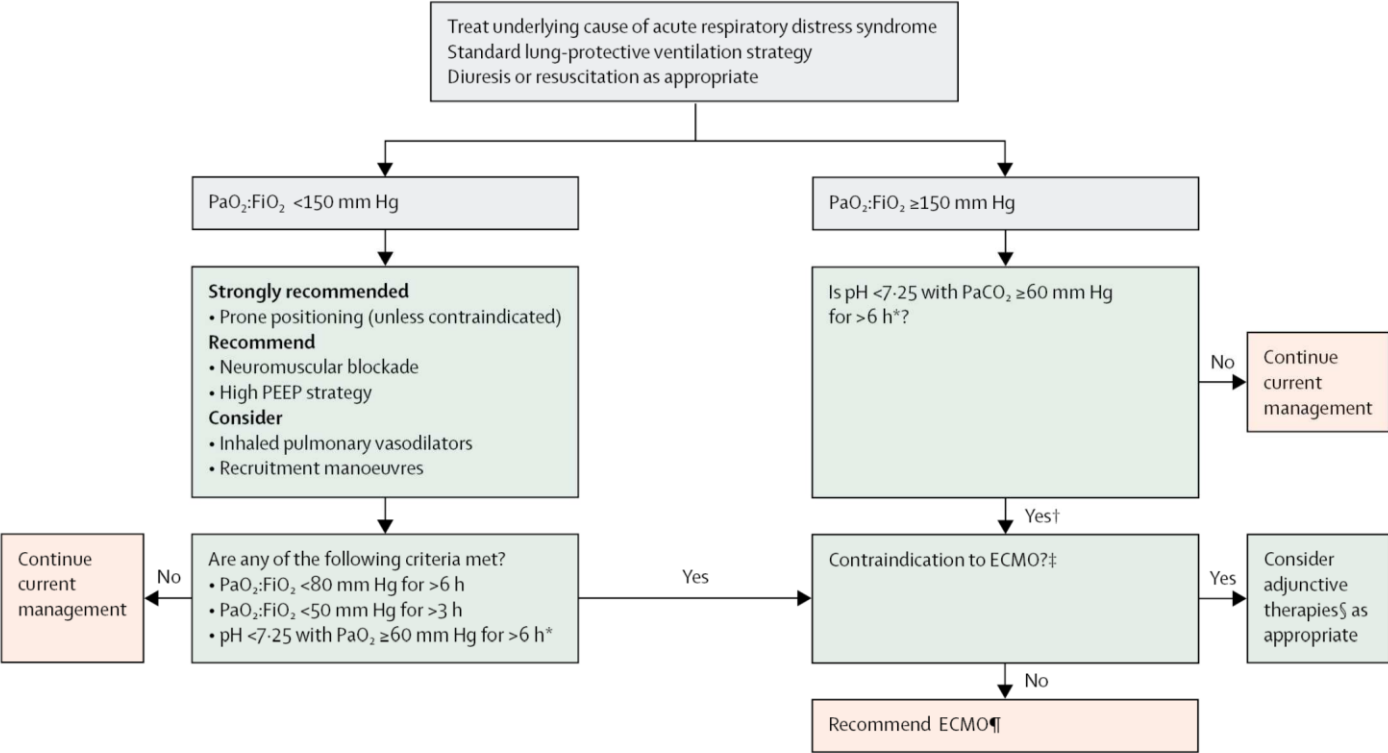 Treat underlying cause of acute respiratory distress syndrome
Standard lung-protective ventilation strategy
Diuresis or resuscitation as appropriate
PaO₂:FiO₂ <150 mm Hg
PaO₂:FiO₂ ≥150 mm Hg
Strongly recommended
• Prone positioning (unless contraindicated)
Recommend
• Neuromuscular blockade
• High PEEP strategy
Consider
• Inhaled pulmonary vasodilators
• Recruitment manoeuvres
Is pH <7·25 with PaCO₂ ≥60 mm Hg
for >6 h*?
No
Continue
current
management
Yes†
Continue
current
management
No
Are any of the following criteria met?
• PaO₂:FiO₂ <80 mm Hg for >6 h
• PaO₂:FiO₂ <50 mm Hg for >3 h
• pH <7·25 with PaO₂ ≥60 mm Hg for >6 h*
Yes
Contraindication to ECMO?‡
Yes
Consider
adjunctive
therapies§ as
appropriate
No
Recommend ECMO¶